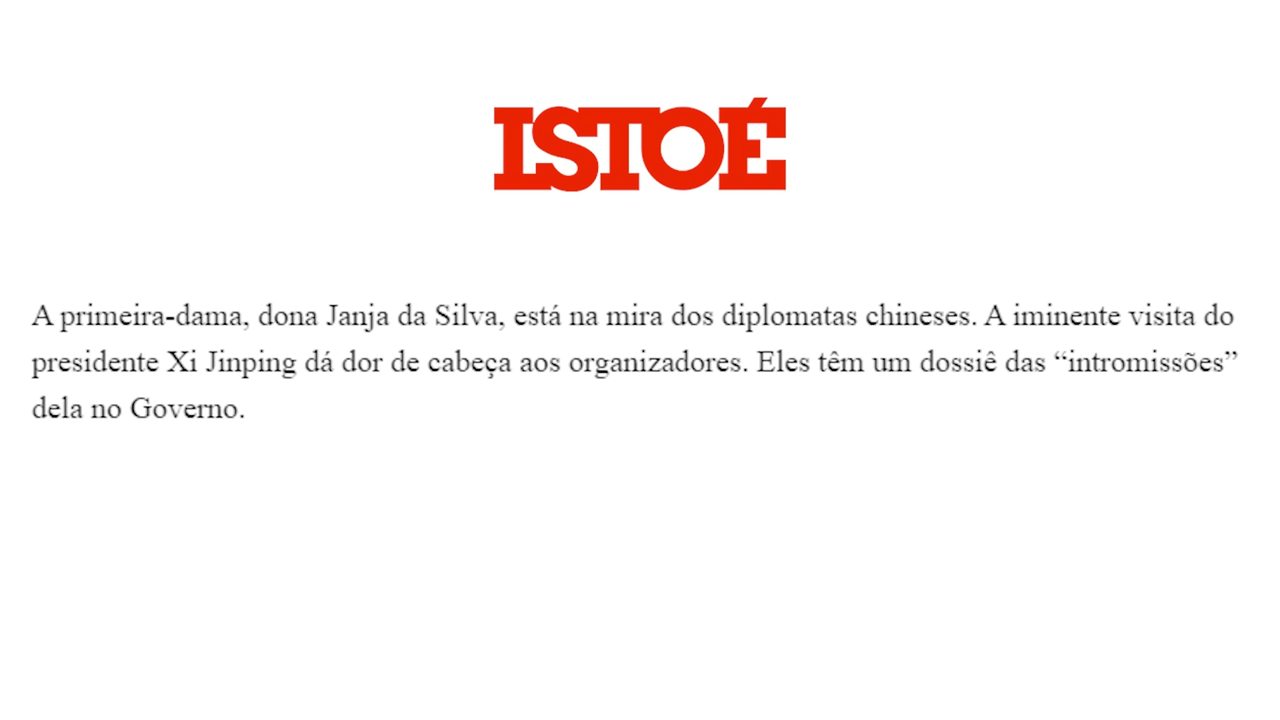 ISTOÉ
A primeira-dama, dona Janja da Silva, está na mira dos diplomatas chineses. A iminente visita do
presidente Xi Jinping dá dor de cabeça aos organizadores. Eles têm um dossiê das “intromissões”
dela no Governo.